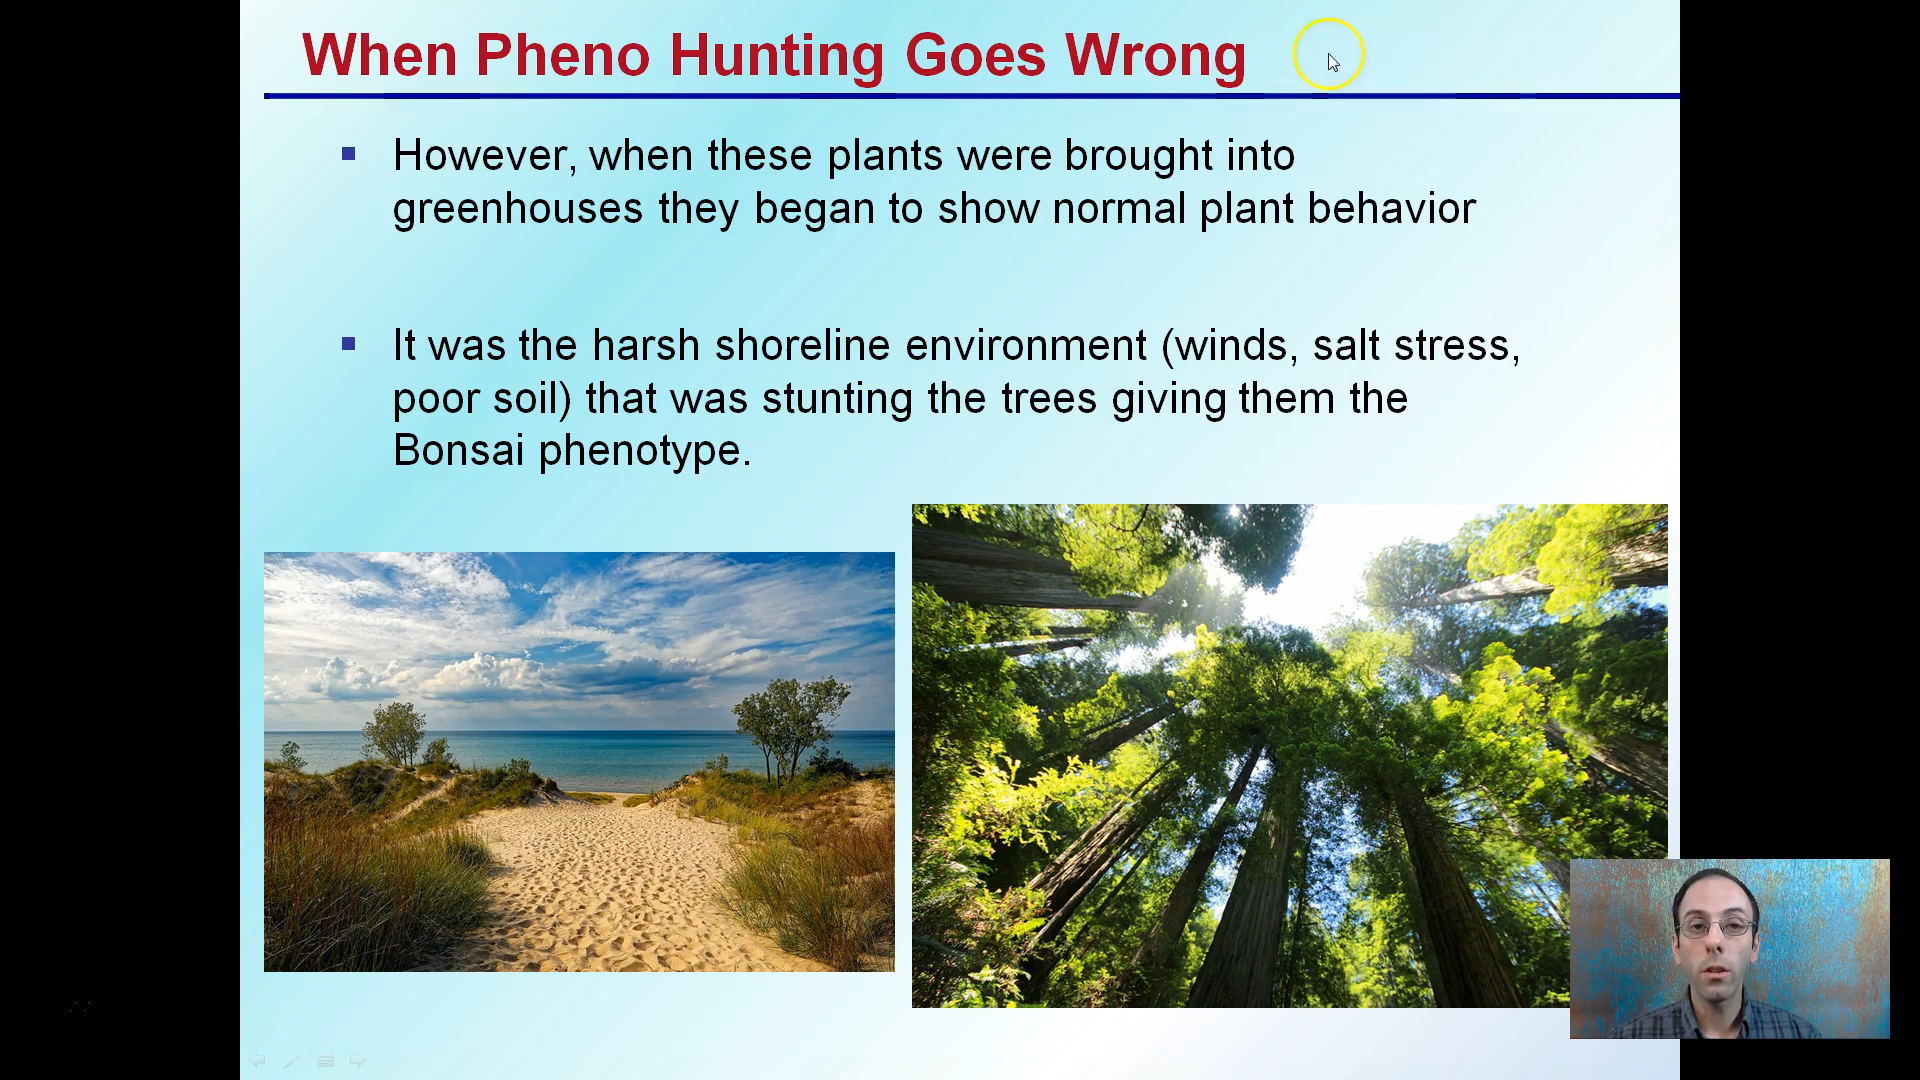 When Pheno Hunting Goes Wrong
However, when these plants were brought into
greenhouses they began to show normal plant behavior
It was the harsh shoreline environment (winds, salt stress,
poor soil) that was stunting the trees giving them the
Bonsai phenotype.